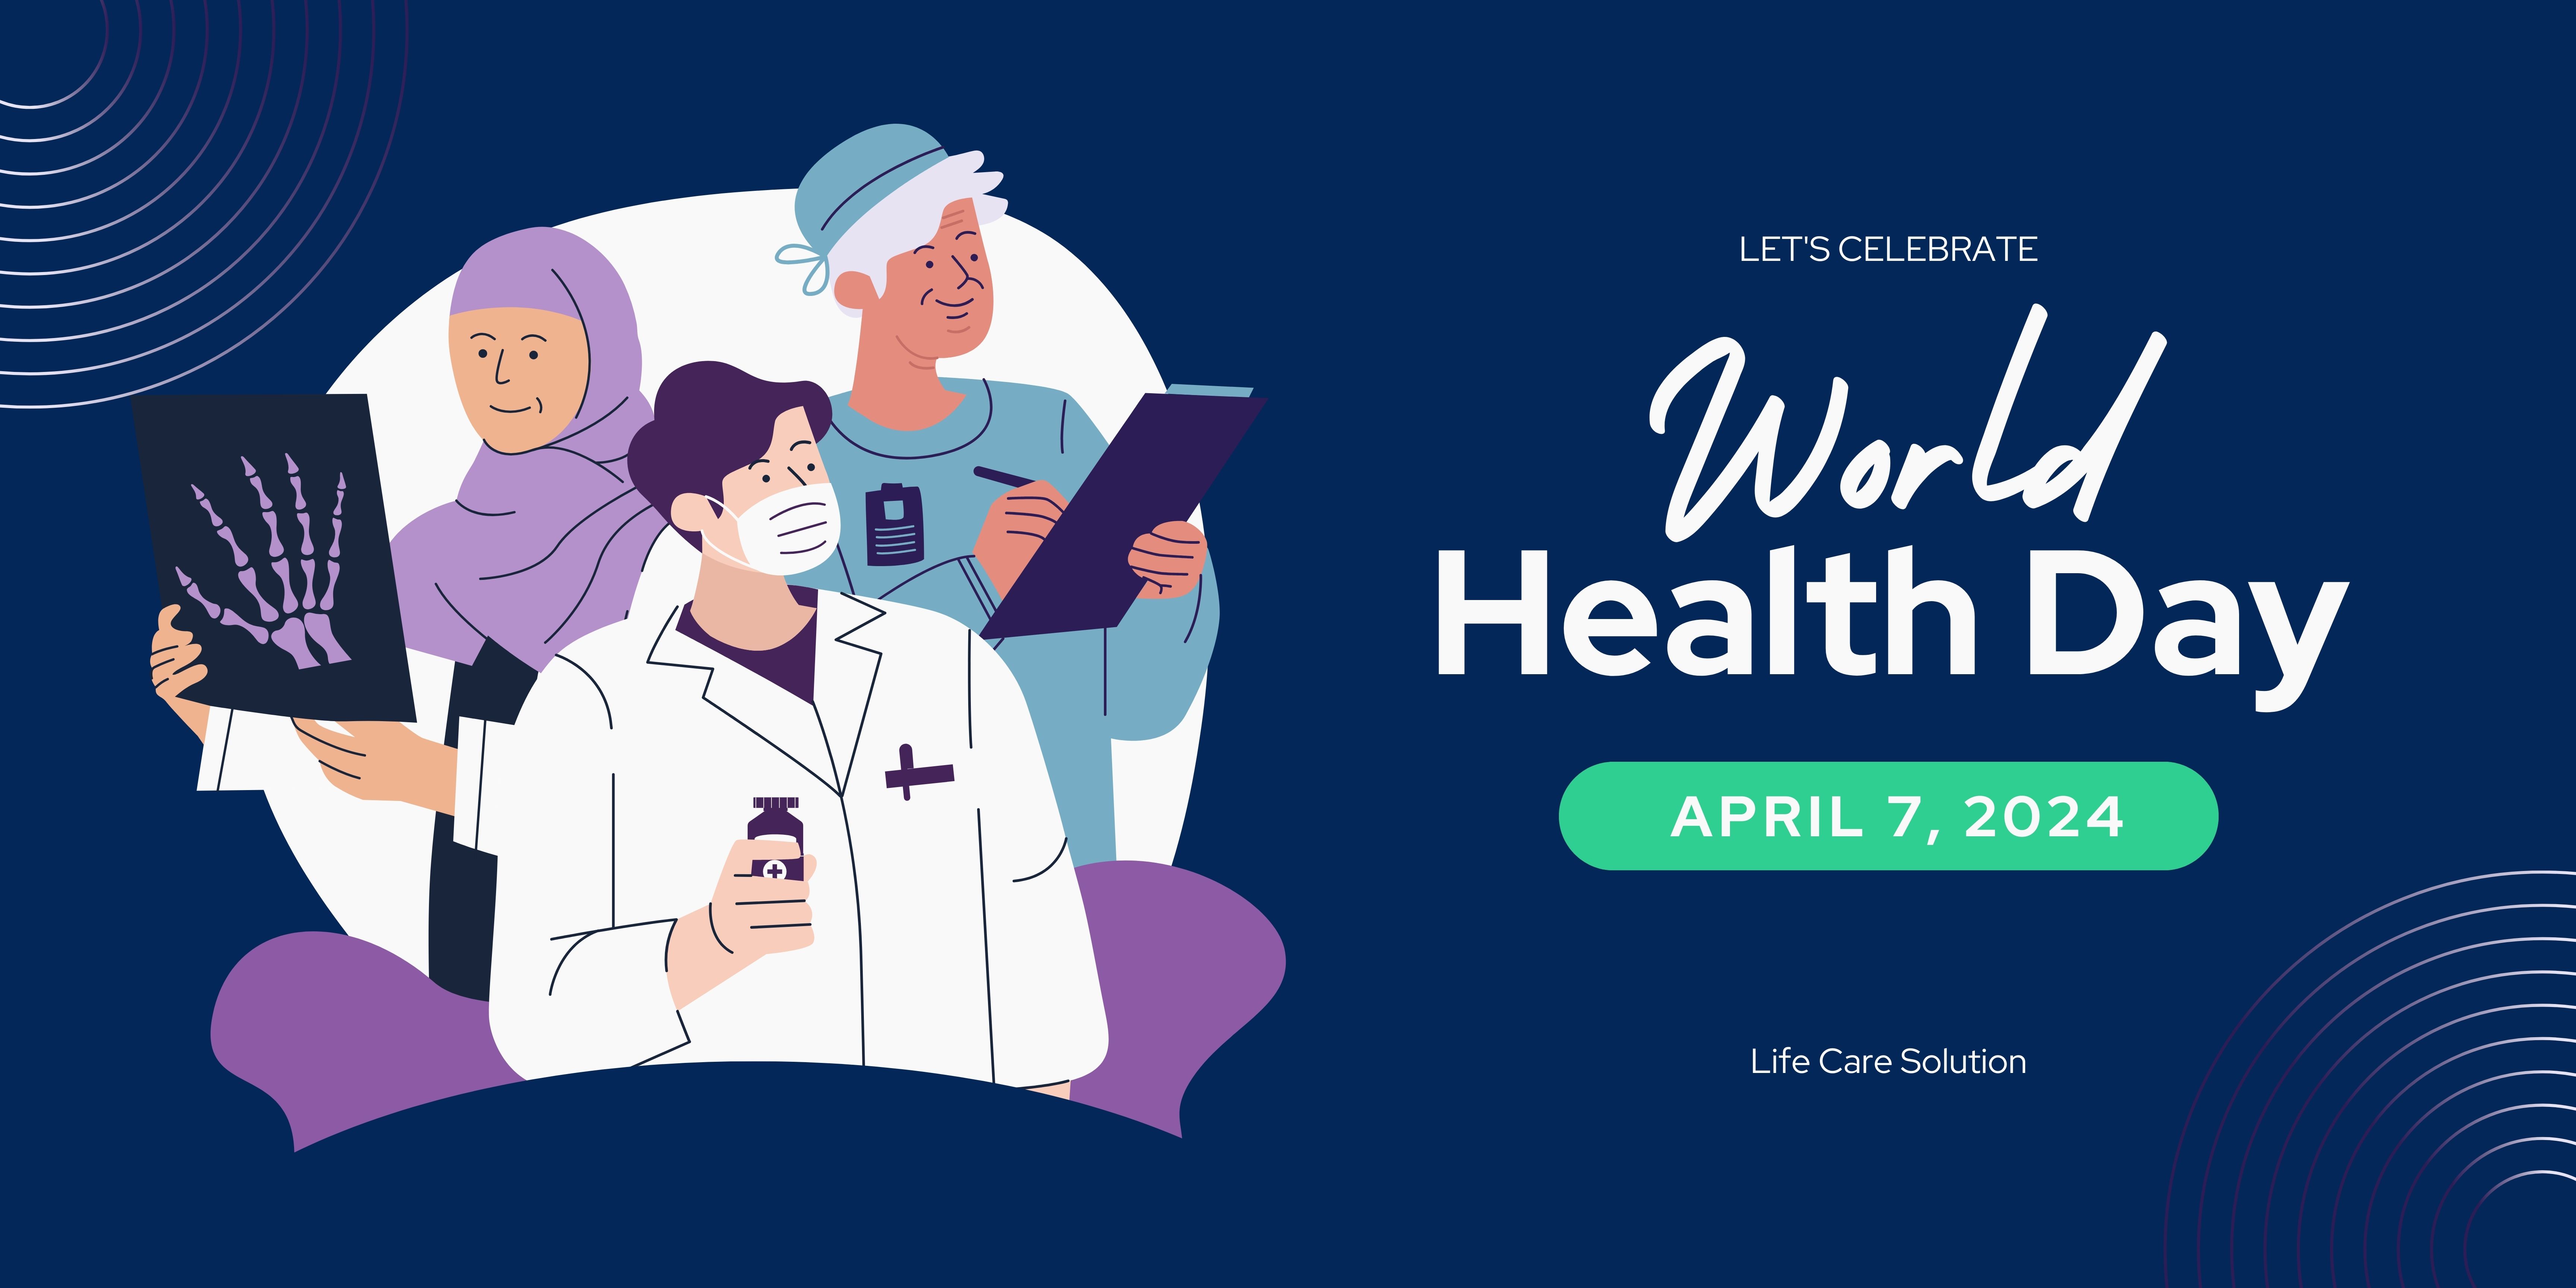 LET'S CELEBRATE
World
Health Day
APRIL 7, 2024
Life Care Solution